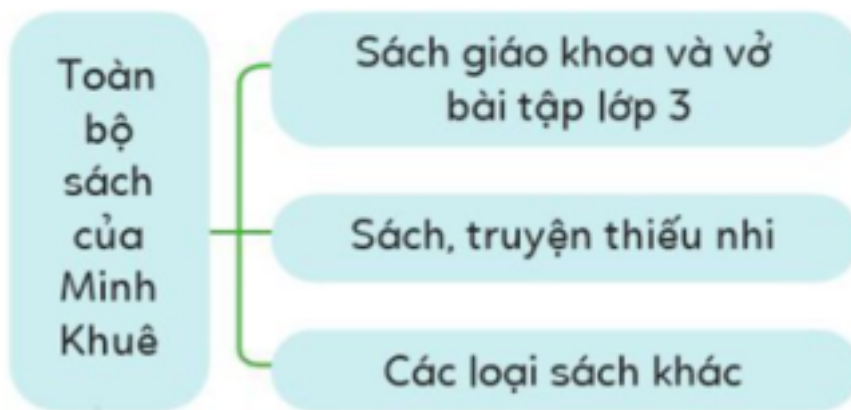 Toàn
bộ
sách
của
Minh
Khuê
Sách giáo khoa và vở
bài tập lớp 3
Sách, truyện thiếu nhi
Các loại sách khác